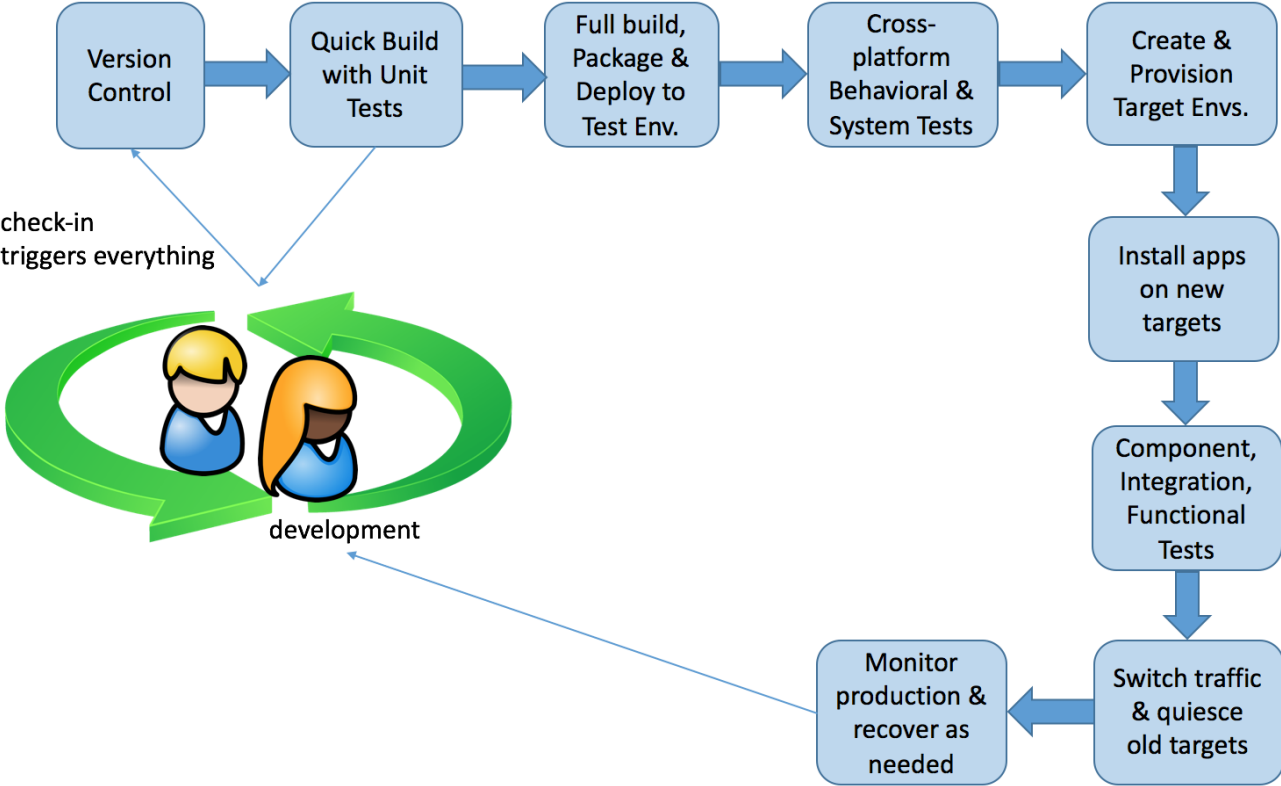 Version
Control
Quick Build
with Unit
Tests
Full build,
Package &
Deploy to
Test Env.
Cross-
platform
Behavioral &
System Tests
Create &
Provision
Target Envs.
check-in
triggers everything
Install apps
on new
targets
Component,
Integration,
Functional
Tests
development
Monitor
production &
recover as
needed
Switch traffic
& quiesce
old targets